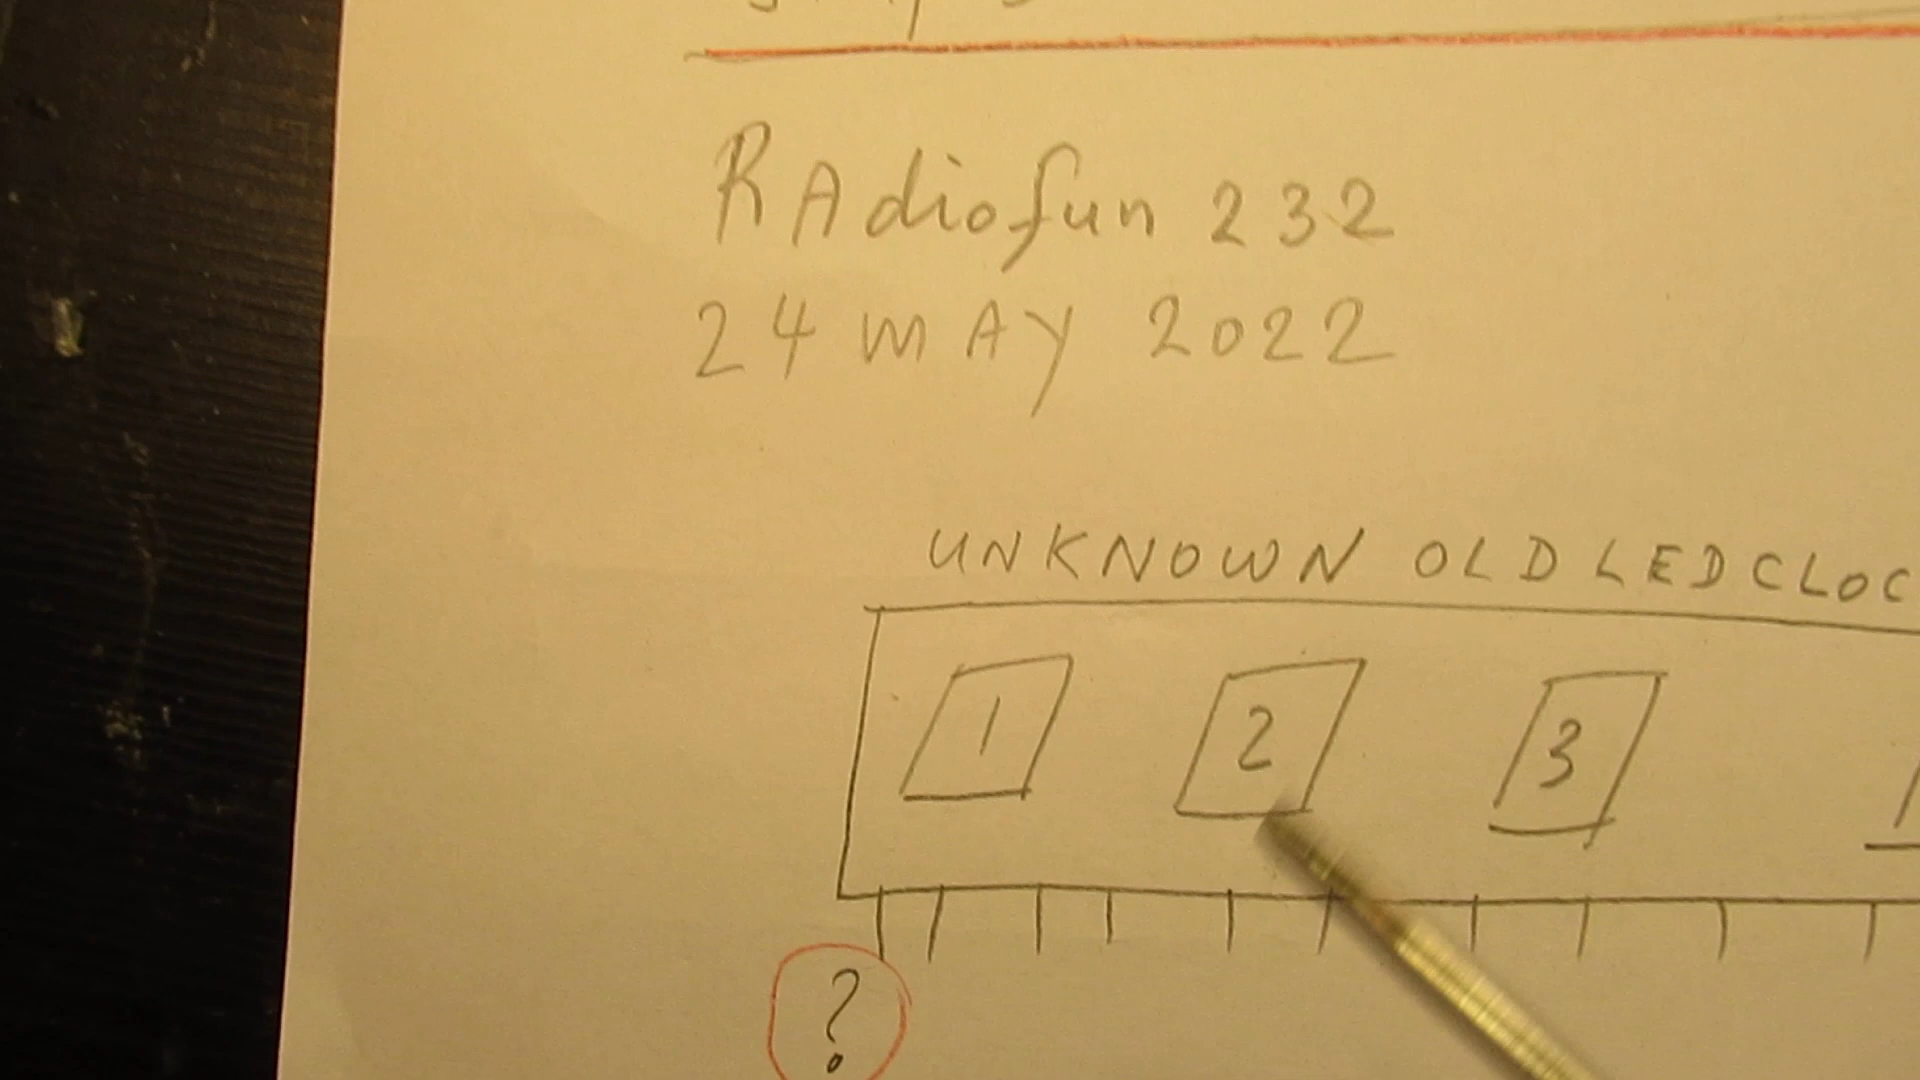 RAdiofun 232
24 MAY 2022
UNKNOWN OLD LED CLOC
1 2 3
?